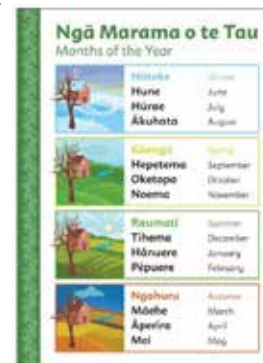 Ngā Marama o te Tau
Months of the Year
Hōtoke Winter
Hune June
Hūrae July
Ākuhata August
Kōanga Spring
Hepetema September
Oketopa October
Noema November
Raumati Summer
Tīhema December
Hānuere January
Pēpuere February
Ngahuru Autumn
Māehe March
Āperira April
Mei May